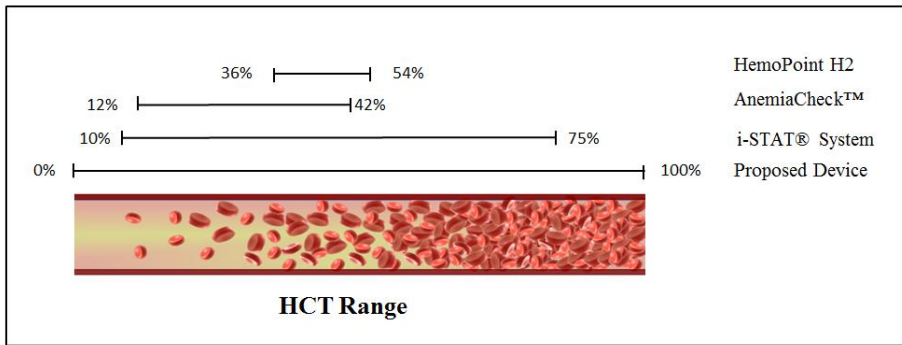 36% 54% HemoPoint H2
12% 42% AnemiaCheck™
10% 75% i-STAT® System
0% 100% Proposed Device
HCT Range